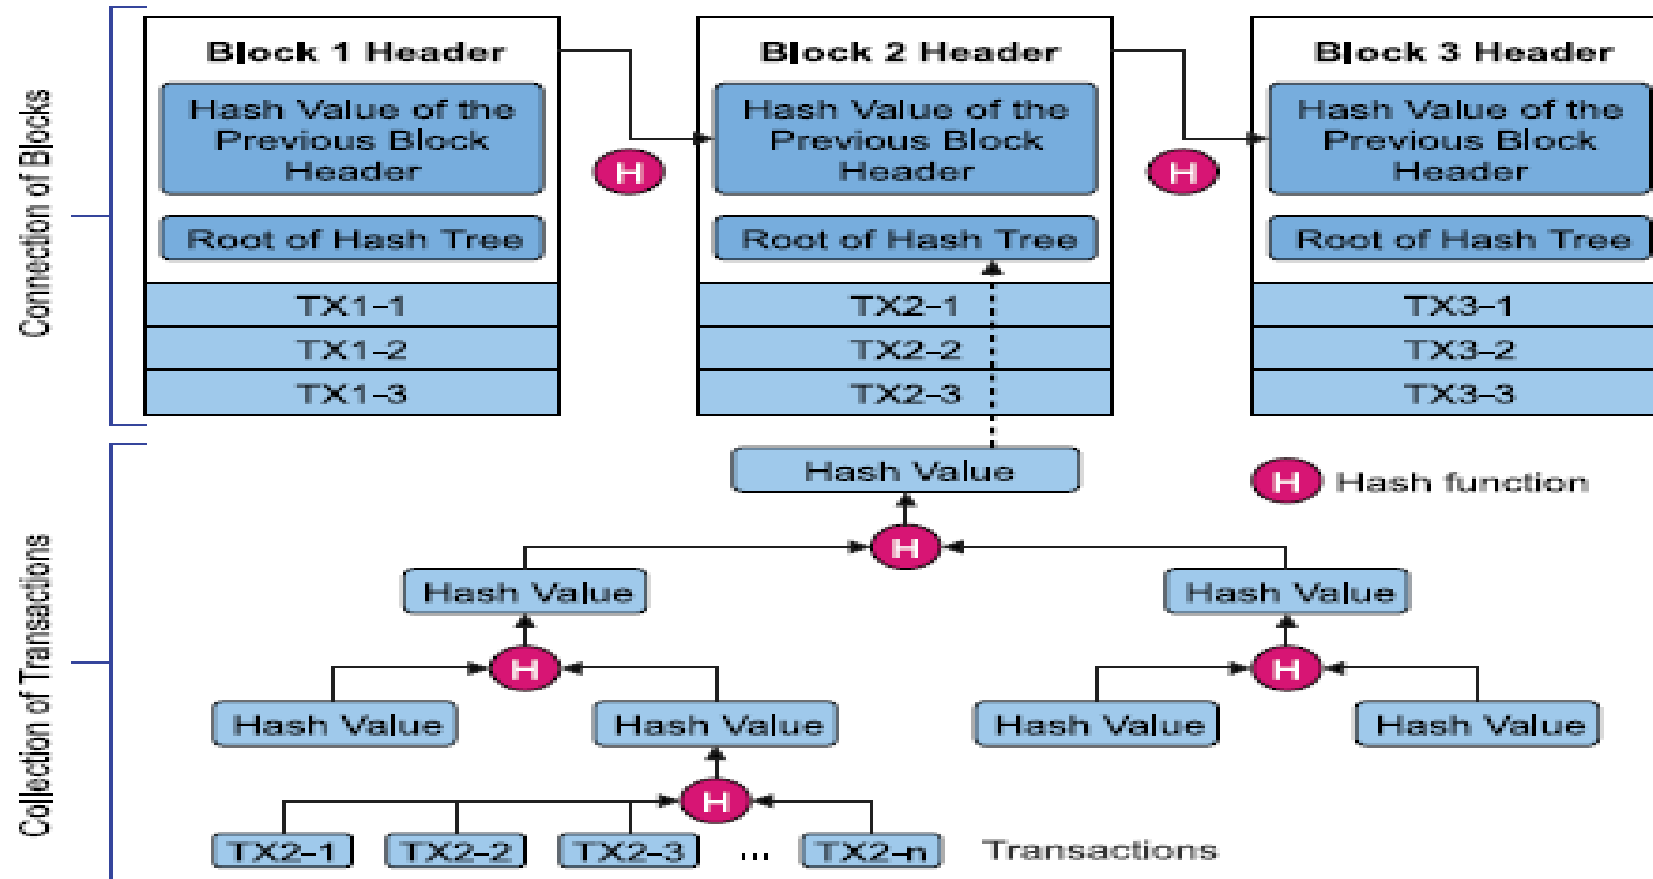 Connection of Blocks
Block 1 Header
Hash Value of the
Previous Block
Header
Root of Hash Tree
TX1–1
TX1–2
TX1–3
H
Block 2 Header
Hash Value of the
Previous Block
Header
Root of Hash Tree
TX2–1
TX2–2
TX2–3
H
Block 3 Header
Hash Value of the
Previous Block
Header
Root of Hash Tree
TX3–1
TX3–2
TX3–3
Collection of Transactions
Hash Value
H Hash function
H
Hash Value
Hash Value
H
H
Hash Value
Hash Value
Hash Value
Hash Value
H
TX2–1
TX2–2
TX2–3
...
TX2–n
Transactions